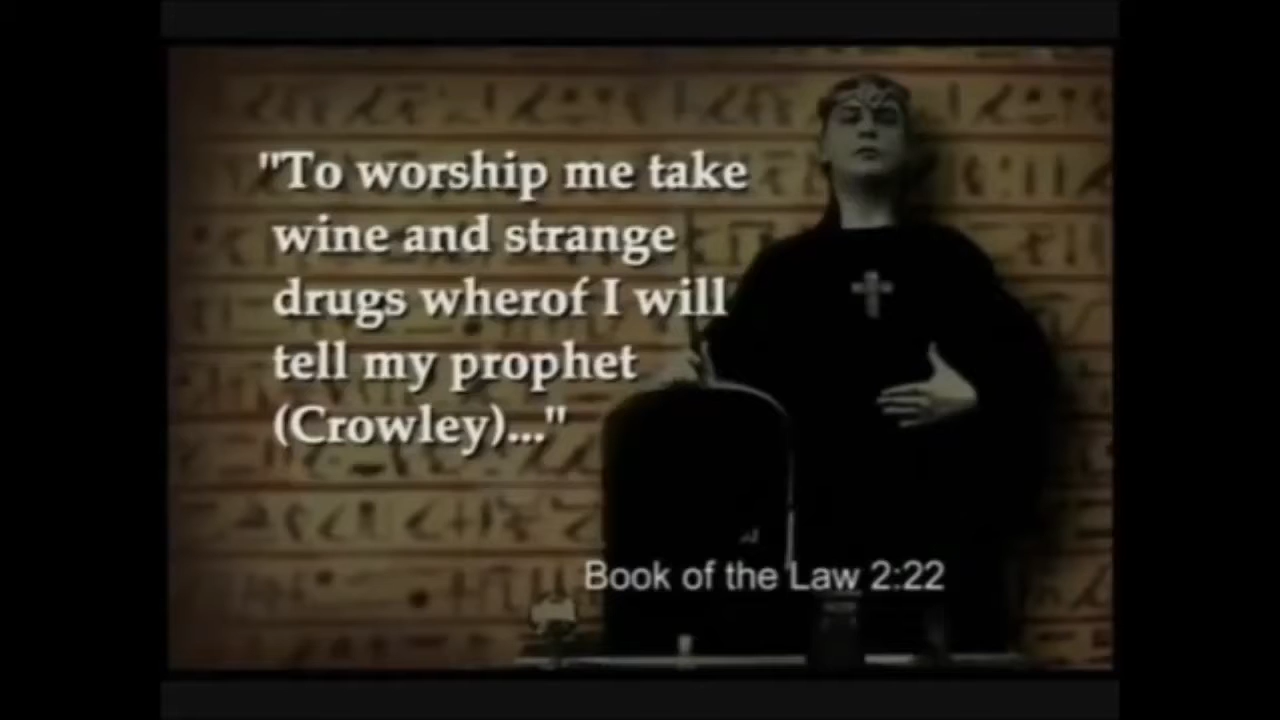 "To worship me take
wine and strange
drugs wherof I will
tell my prophet
(Crowley)..."
Book of the Law 2:22